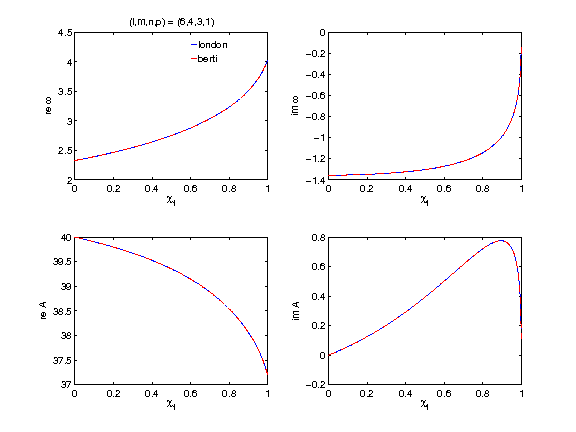 (l,m,n,p) = (6,4,3,1)
4.5
4
3.5
3
2.5
2
re ω
london
berti
0 0.2 0.4 0.6 0.8 1
χf
0
−0.2
−0.4
−0.6
−0.8
−1
−1.2
−1.4
im ω
0 0.2 0.4 0.6 0.8 1
χf
40
39.5
39
38.5
38
37.5
37
re A
0 0.2 0.4 0.6 0.8 1
χf
0.8
0.6
0.4
0.2
0
−0.2
im A
0 0.2 0.4 0.6 0.8 1
χf